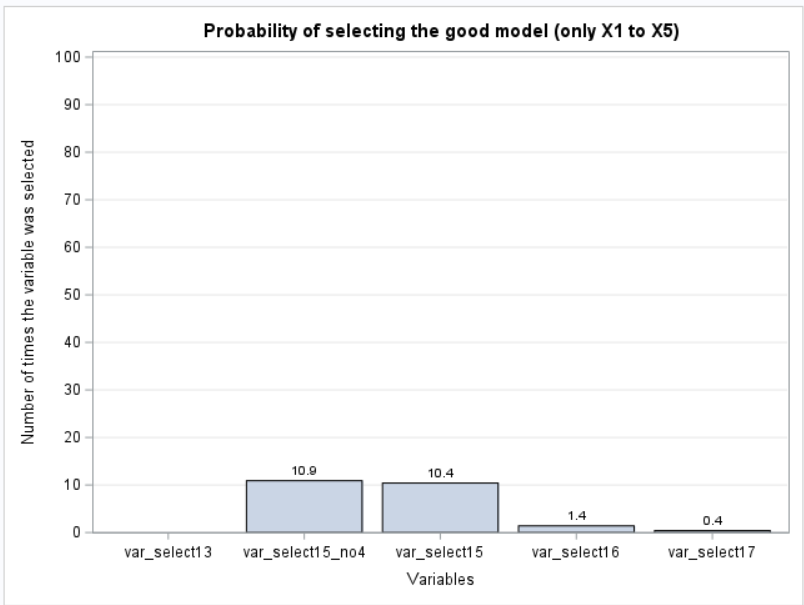 Probability of selecting the good model (only X1 to X5)
Number of times the variable was selected
100
90
80
70
60
50
40
30
20
10
0
10.9
10.4
1.4
0.4
var_select13
var_select15_no4
var_select15
var_select16
var_select17
Variables